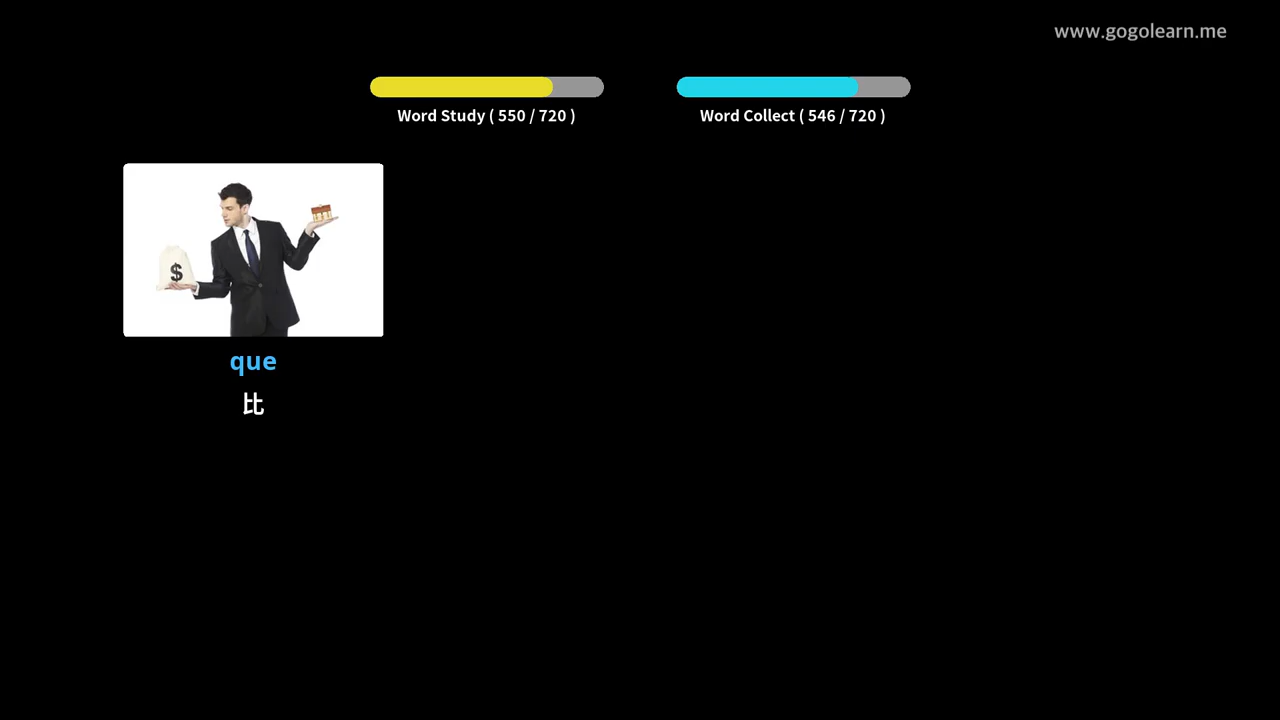 www.gogolearn.me
Word Study ( 550 / 720 )
Word Collect ( 546 / 720 )
$
que
比